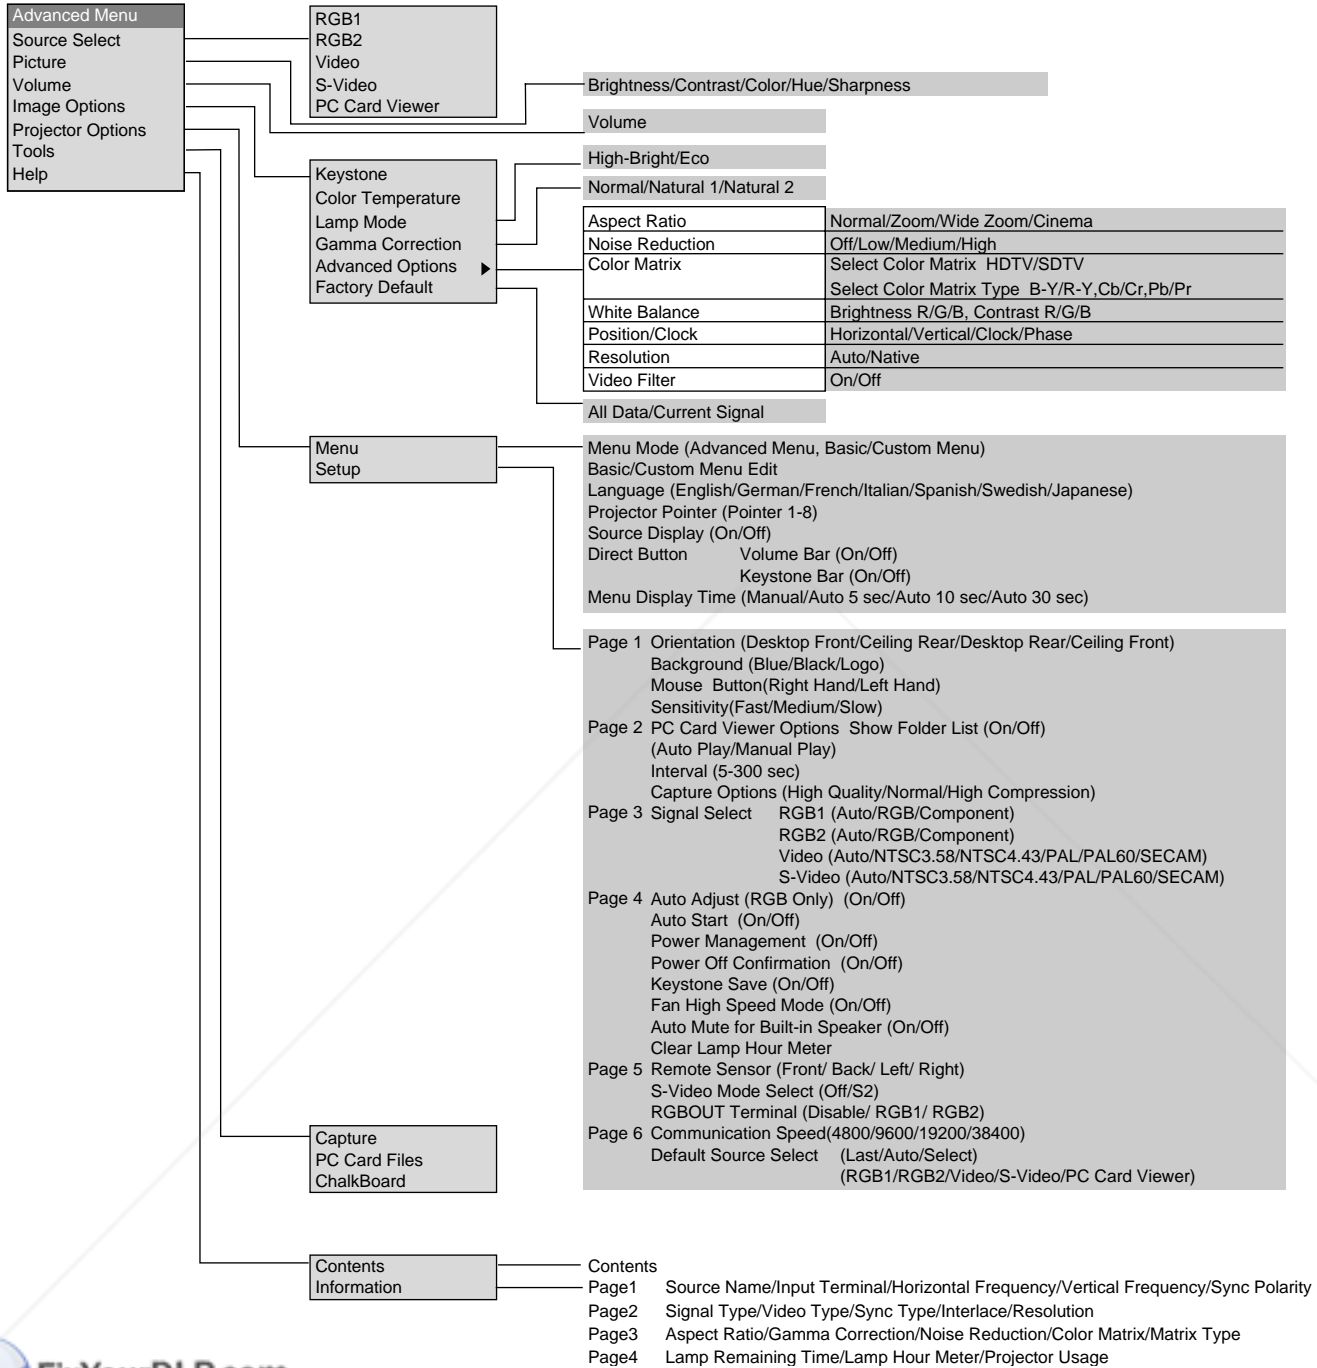 Advanced Menu
Source Select
Picture
Volume
Image Options
Projector Options
Tools
Help
RGB1
RGB2
Video
S-Video
PC Card Viewer
Brightness/Contrast/Color/Hue/Sharpness
Volume
Keystone
Color Temperature
Lamp Mode
Gamma Correction
Advanced Options
Factory Default
High-Bright/Eco
Normal/Natural 1/Natural 2
Aspect Ratio Normal/Zoom/Wide Zoom/Cinema
Noise Reduction Off/Low/Medium/High
Color Matrix Select Color Matrix HDTV/SDTV
Select Color Matrix Type B-Y/R-Y,Cb/Cr,Pb/Pr
White Balance Brightness R/G/B, Contrast R/G/B
Position/Clock Horizontal/Vertical/Clock/Phase
Resolution Auto/Native
Video Filter On/Off
All Data/Current Signal
Menu
Setup
Menu Mode (Advanced Menu, Basic/Custom Menu)
Basic/Custom Menu Edit
Language (English/German/French/Italian/Spanish/Swedish/Japanese)
Projector Pointer (Pointer 1-8)
Source Display (On/Off)
Direct Button Volume Bar (On/Off)
Keystone Bar (On/Off)
Menu Display Time (Manual/Auto 5 sec/Auto 10 sec/Auto 30 sec)
Page 1 Orientation (Desktop Front/Ceiling Rear/Desktop Rear/Ceiling Front)
Background (Blue/Black/Logo)
Mouse Button(Right Hand/Left Hand)
Sensitivity(Fast/Medium/Slow)
Page 2 PC Card Viewer Options Show Folder List (On/Off)
(Auto Play/Manual Play)
Interval (5-300 sec)
Capture Options (High Quality/Normal/High Compression)
Page 3 Signal Select RGB1 (Auto/RGB/Component)
RGB2 (Auto/RGB/Component)
Video (Auto/NTSC3.58/NTSC4.43/PAL/PAL60/SECAM)
S-Video (Auto/NTSC3.58/NTSC4.43/PAL/PAL60/SECAM)
Page 4 Auto Adjust (RGB Only) (On/Off)
Auto Start (On/Off)
Power Management (On/Off)
Power Off Confirmation (On/Off)
Keystone Save (On/Off)
Fan High Speed Mode (On/Off)
Auto Mute for Built-in Speaker (On/Off)
Clear Lamp Hour Meter
Page 5 Remote Sensor (Front/ Back/ Left/ Right)
S-Video Mode Select (Off/S2)
RGBOUT Terminal (Disable/ RGB1/ RGB2)
Page 6 Communication Speed(4800/9600/19200/38400)
Default Source Select (Last/Auto/Select)
(RGB1/RGB2/Video/S-Video/PC Card Viewer)
Capture
PC Card Files
ChalkBoard
Contents
Information
Contents
Page1 Source Name/Input Terminal/Horizontal Frequency/Vertical Frequency/Sync Polarity
Page2 Signal Type/Video Type/Sync Type/Interlace/Resolution
Page3 Aspect Ratio/Gamma Correction/Noise Reduction/Color Matrix/Matrix Type
Page4 Lamp Remaining Time/Lamp Hour Meter/Projector Usage
FixYourDLP.com